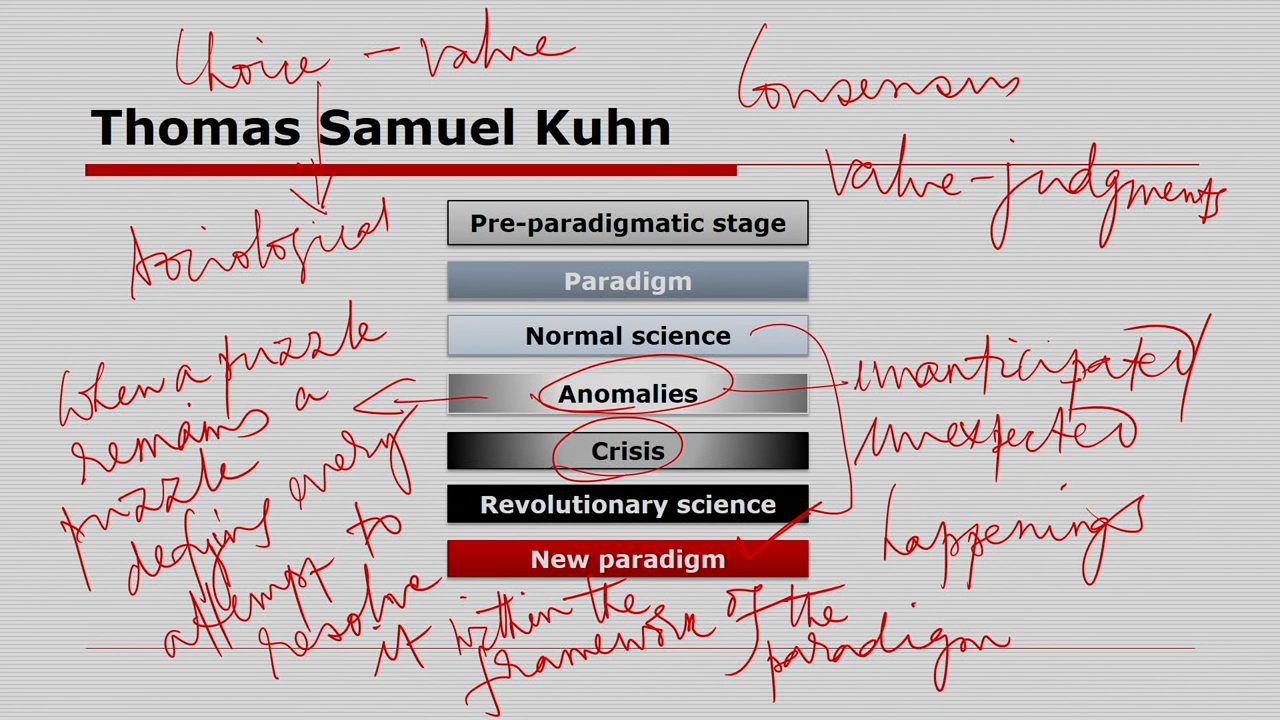 Choice - value
Consensus
Thomas Samuel Kuhn
value-judgments
Sociological
Pre-paradigmatic stage
Paradigm
Normal science
Anomalies
Crisis
Revolutionary science
New paradigm
unanticipated
unexpected
happenings
When a puzzle
remains a
puzzle
defying every
attempt to
resolve
it within the
framework of the
paradigm